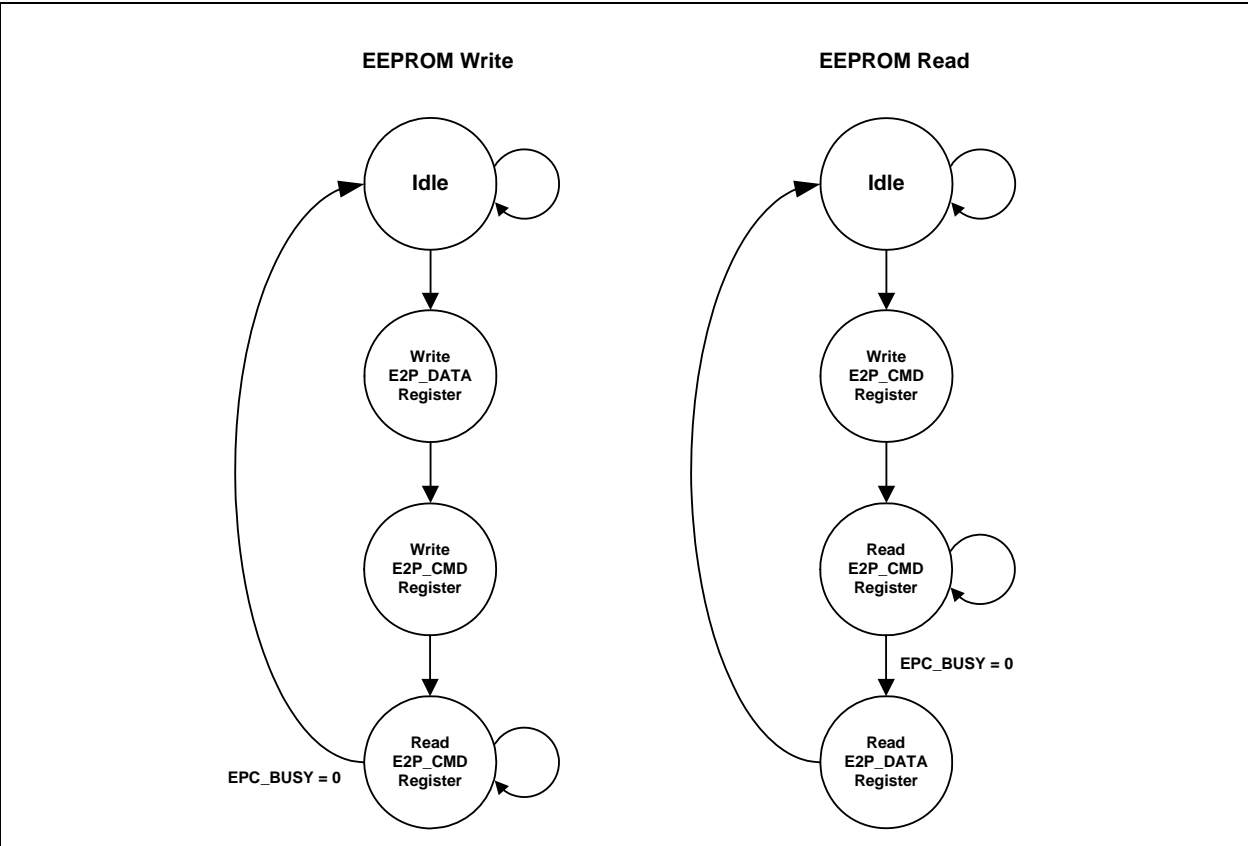 EEPROM Write
Idle
Write
E2P_DATA
Register
Write
E2P_CMD
Register
Read
E2P_CMD
Register
EPC_BUSY = 0
EEPROM Read
Idle
Write
E2P_CMD
Register
Read
E2P_CMD
Register
EPC_BUSY = 0
Read
E2P_DATA
Register